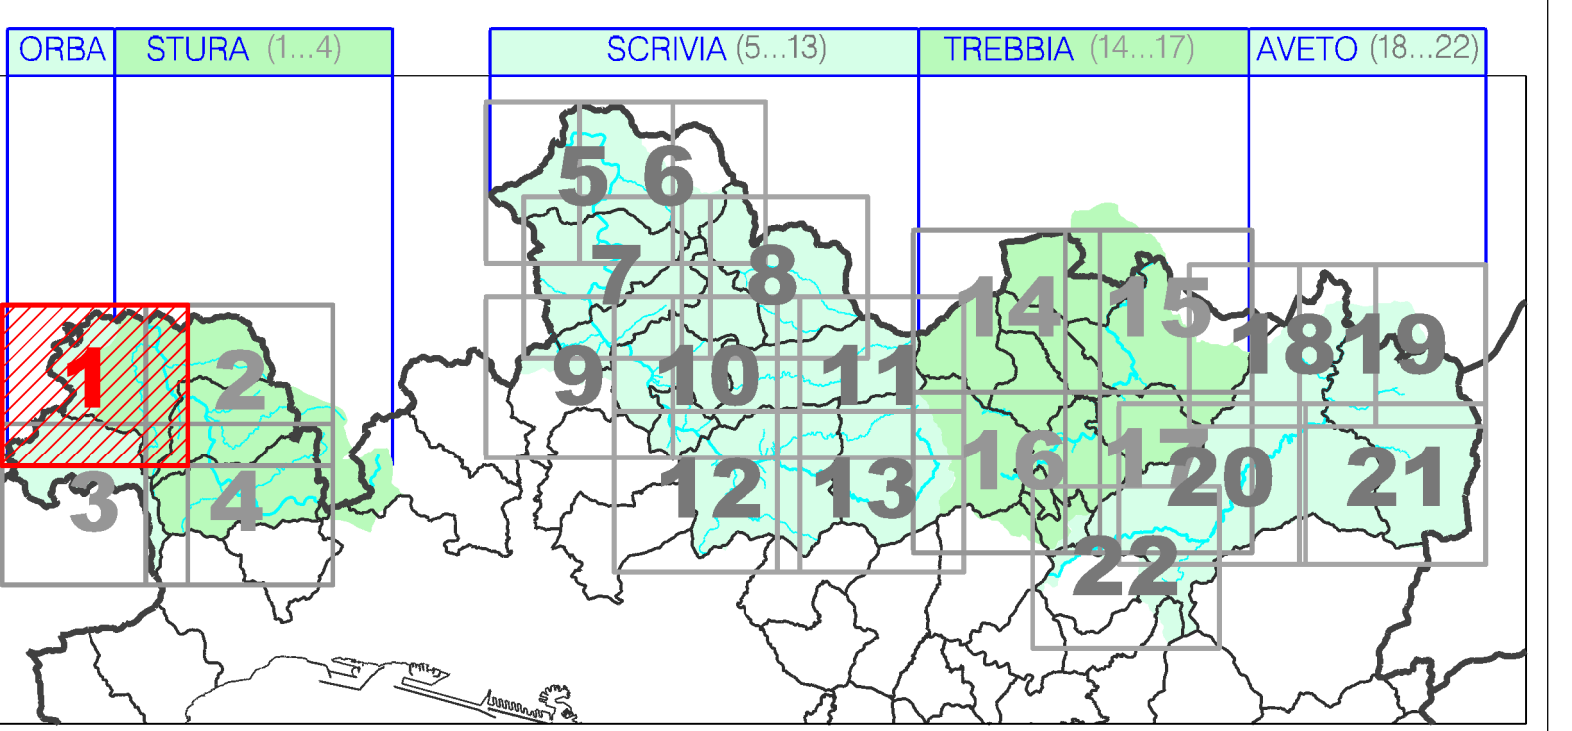 ORBA STURA (1...4) SCRIVIA (5...13) TREBBIA (14...17) AVETO (18...22)
5 6
7 8
14 15
1 2 9 10 11 18 19
3 4 12 13 16 17 20 21
22